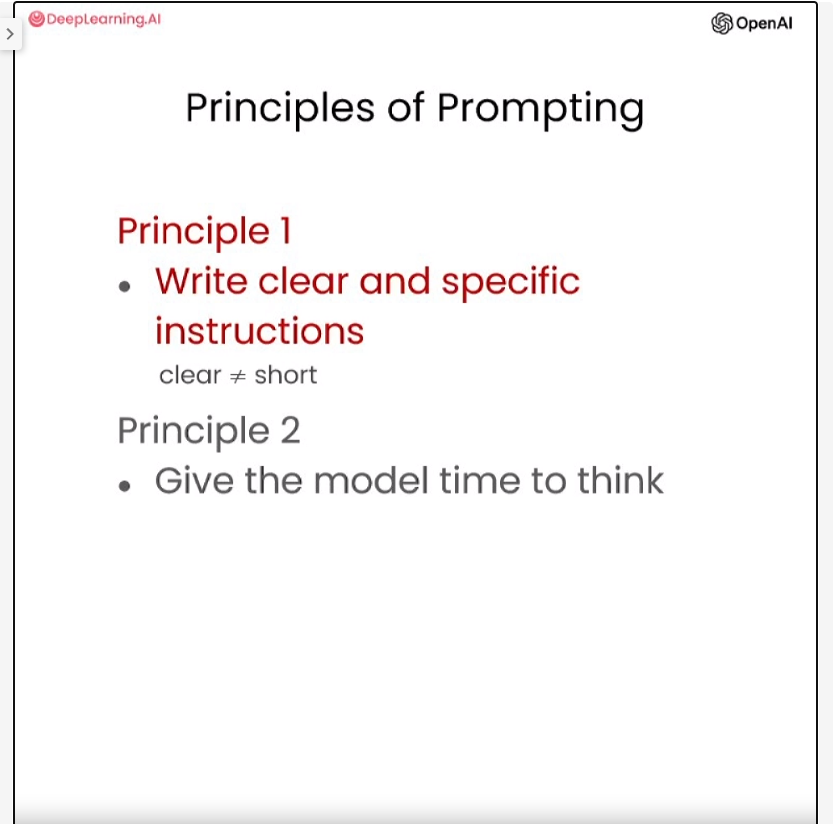 DeepLearning.AI
OpenAI
Principles of Prompting
Principle 1
• Write clear and specific
instructions
clear ≠ short
Principle 2
• Give the model time to think